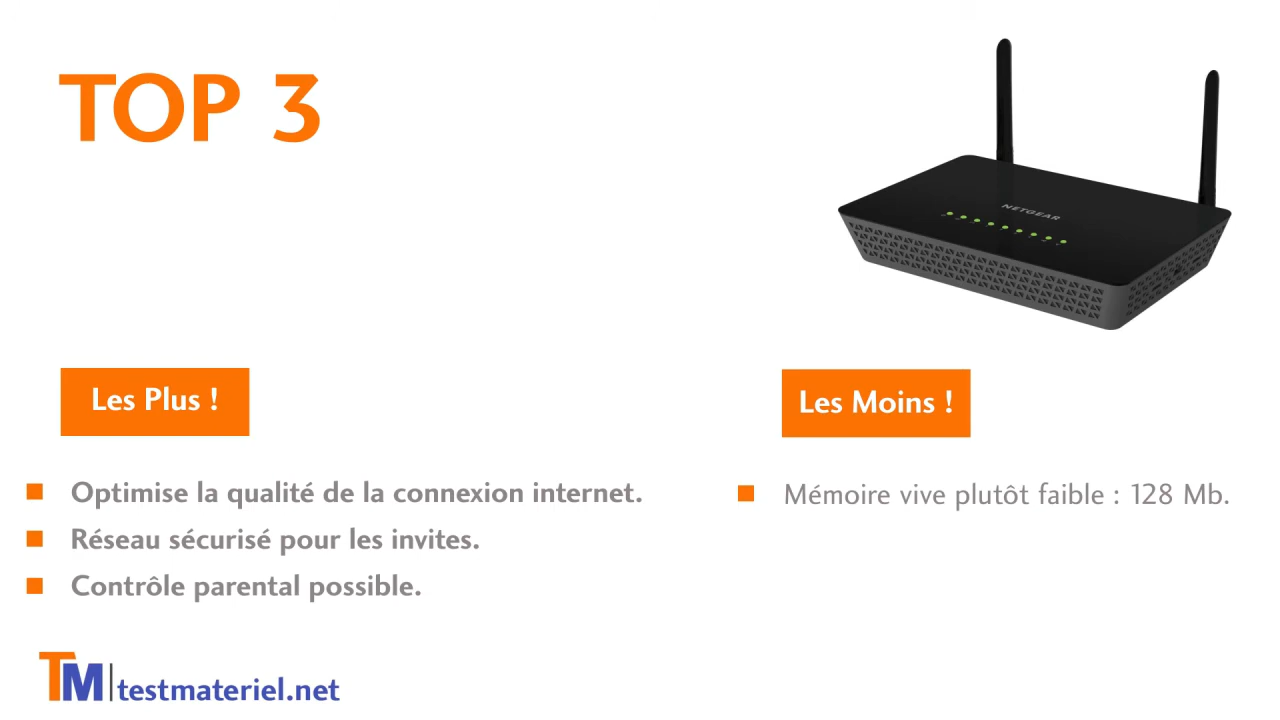 TOP 3
NETGEAR
Les Plus !
Les Moins !
Optimise la qualité de la connexion internet.
Réseau sécurisé pour les invites.
Contrôle parental possible.
Mémoire vive plutôt faible : 128 Mb.
TM|testmateriel.net